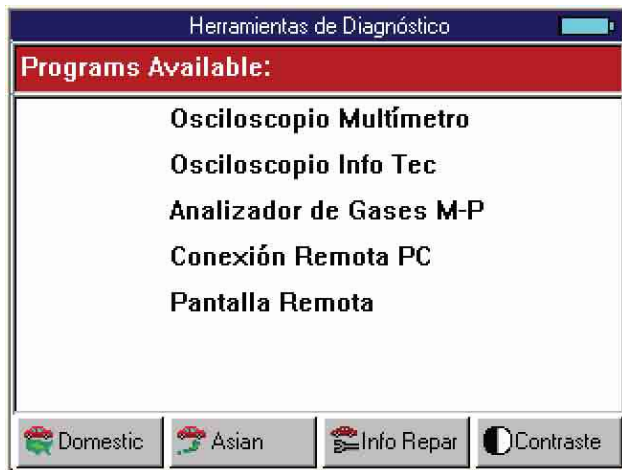 Herramientas de Diagnóstico
Programs Available:
Osciloscopio Multímetro
Osciloscopio Info Tec
Analizador de Gases M-P
Conexión Remota PC
Pantalla Remota
Domestic Asian Info Repar Contraste